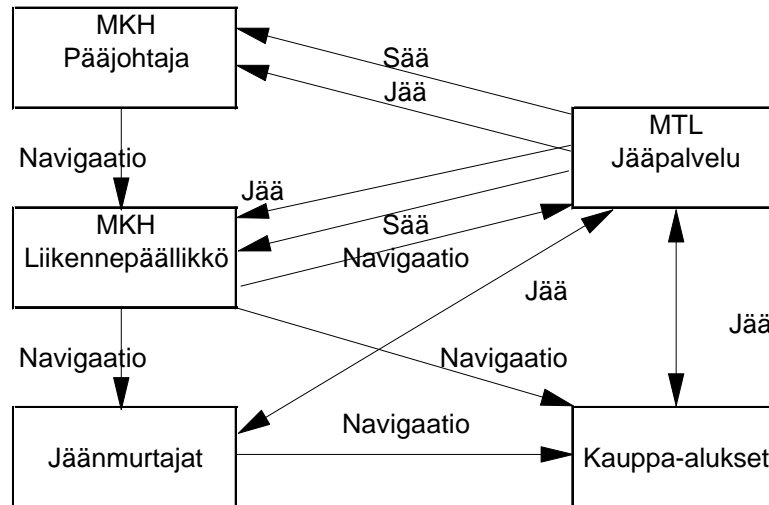 MKH
Pääjohtaja
Sää
Jää
MTL
Jääpalvelu
Navigaatio
Jää
MKH
Liikennepäällikkö
Sää
Navigaatio
Jää
Jää
Navigaatio
Navigaatio
Navigaatio
Jäänmurtajat
Kauppa-alukset